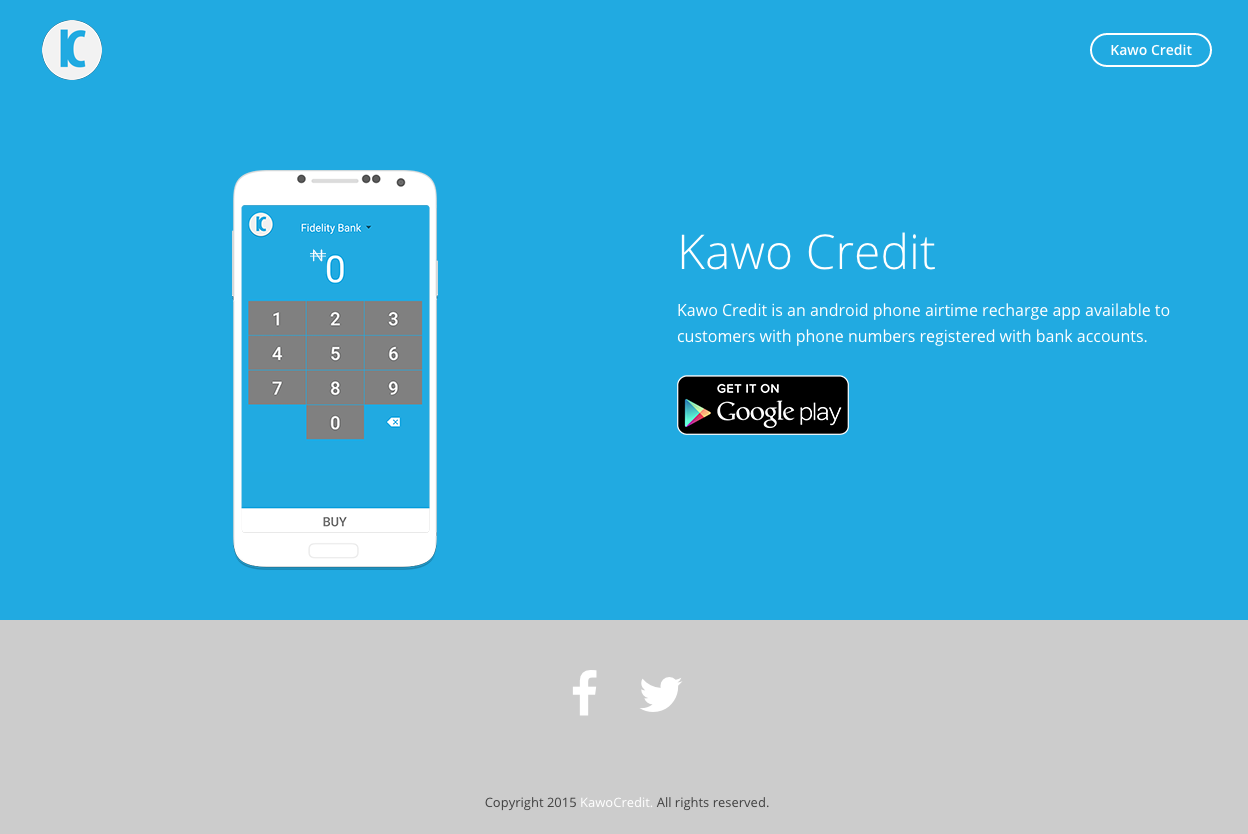 KC
Kawo Credit
KC
Fidelity Bank
₦0
1 2 3
4 5 6
7 8 9
0
BUY
Kawo Credit
Kawo Credit is an android phone airtime recharge app available to
customers with phone numbers registered with bank accounts.
GET IT ON
Google play
Copyright 2015 KawoCredit. All rights reserved.